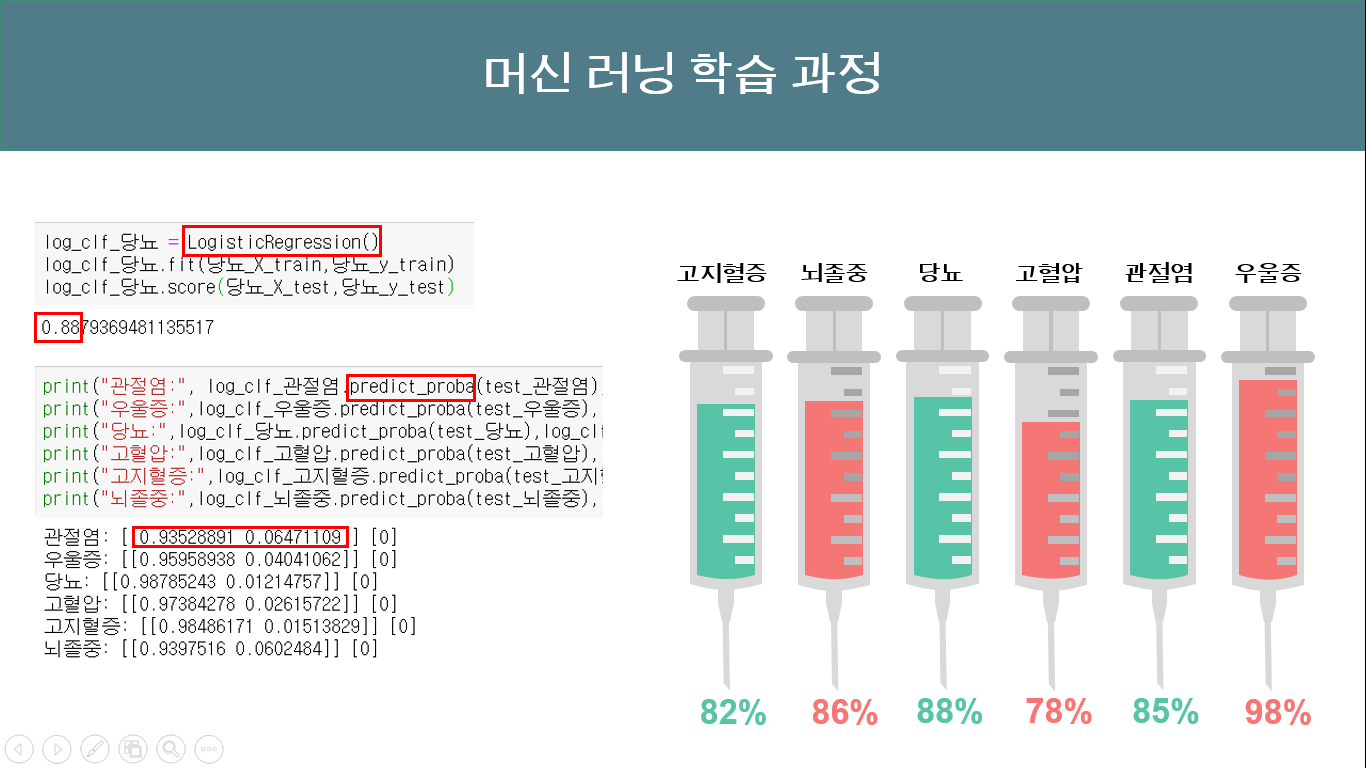 머신 러닝 학습 과정
log_clf_당뇨 = LogisticRegression()
log_clf_당뇨.fit(당뇨_X_train,당뇨_y_train)
log_clf_당뇨.score(당뇨_X_test,당뇨_y_test)
0.8879369481135517
print("관절염:", log_clf_관절염.predict_proba(test_관절염)
print("우울증:",log_clf_우울증.predict_proba(test_우울증),
print("당뇨:",log_clf_당뇨.predict_proba(test_당뇨),log_clf
print("고혈압:",log_clf_고혈압.predict_proba(test_고혈압),
print("고지혈증:",log_clf_고지혈증.predict_proba(test_고지혈
print("뇌졸중:",log_clf_뇌졸중.predict_proba(test_뇌졸중),
관절염: [ 0.93528891 0.06471109 ] [0]
우울증: [[0.95958938 0.04041062]] [0]
당뇨: [[0.98785243 0.01214757]] [0]
고혈압: [[0.97384278 0.02615722]] [0]
고지혈증: [[0.98486171 0.01513829]] [0]
뇌졸중: [[0.9397516 0.0602484]] [0]
고지혈증 뇌졸중 당뇨 고혈압 관절염 우울증
82% 86% 88% 78% 85% 98%